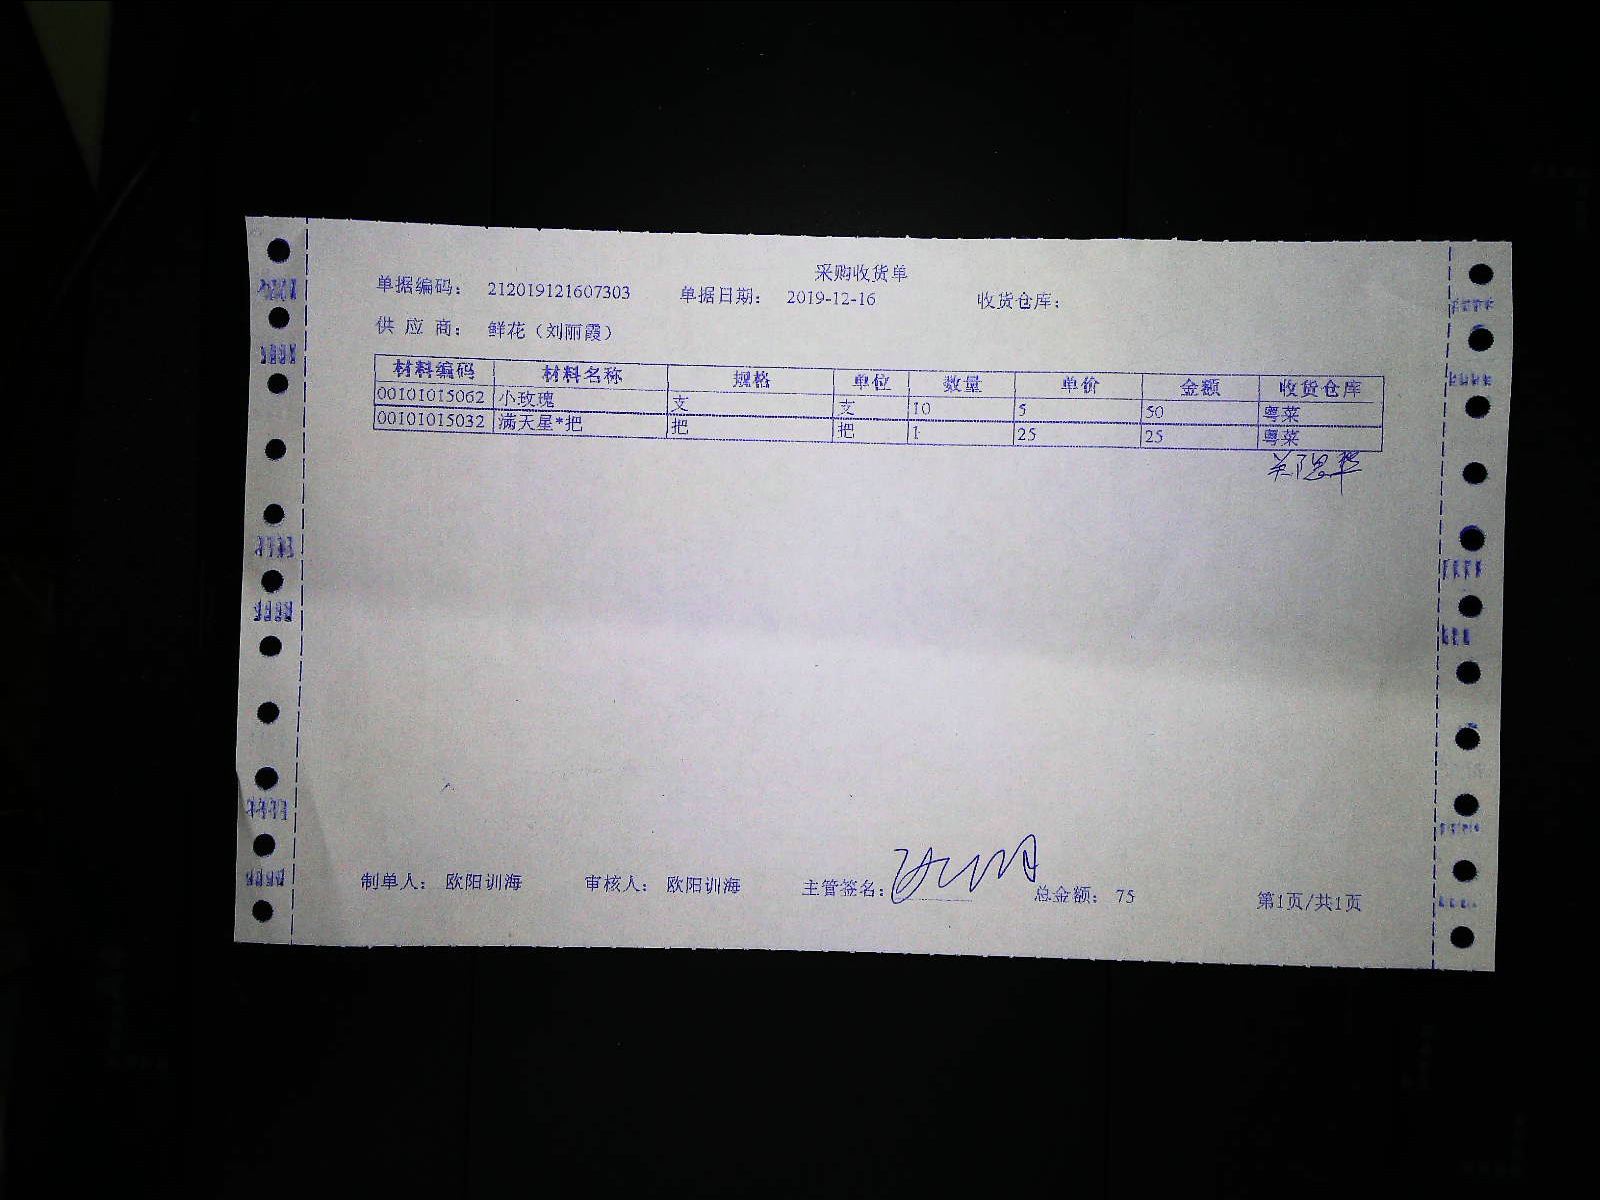 采购收货单
单据编码： 212019121607303 单据日期： 2019-12-16 收货仓库：
供 应 商： 鲜花（刘丽霞）
材料编码 材料名称 规格 单位 数量 单价 金额 收货仓库
00101015062 小玫瑰 支 支 10 5 50 粤菜
00101015032 满天星*把 把 把 1 25 25 粤菜
制单人： 欧阳训海 审核人： 欧阳训海 主管签名： 总金额： 75 第1页/共1页